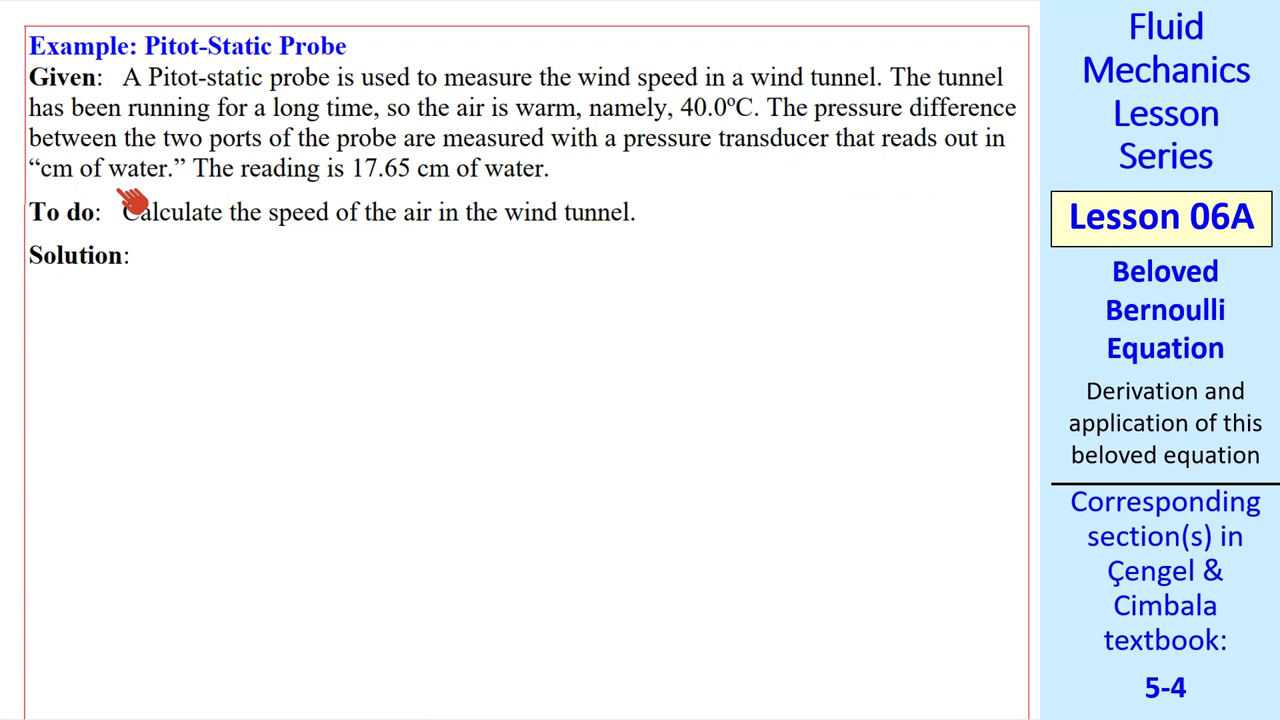 Example: Pitot-Static Probe
Given: A Pitot-static probe is used to measure the wind speed in a wind tunnel. The tunnel
has been running for a long time, so the air is warm, namely, 40.0ºC. The pressure difference
between the two ports of the probe are measured with a pressure transducer that reads out in
“cm of water.” The reading is 17.65 cm of water.
To do: Calculate the speed of the air in the wind tunnel.
Solution:
Fluid
Mechanics
Lesson
Series
Lesson 06A
Beloved
Bernoulli
Equation
Derivation and
application of this
beloved equation
Corresponding
section(s) in
Çengel &
Cimbala
textbook:
5-4